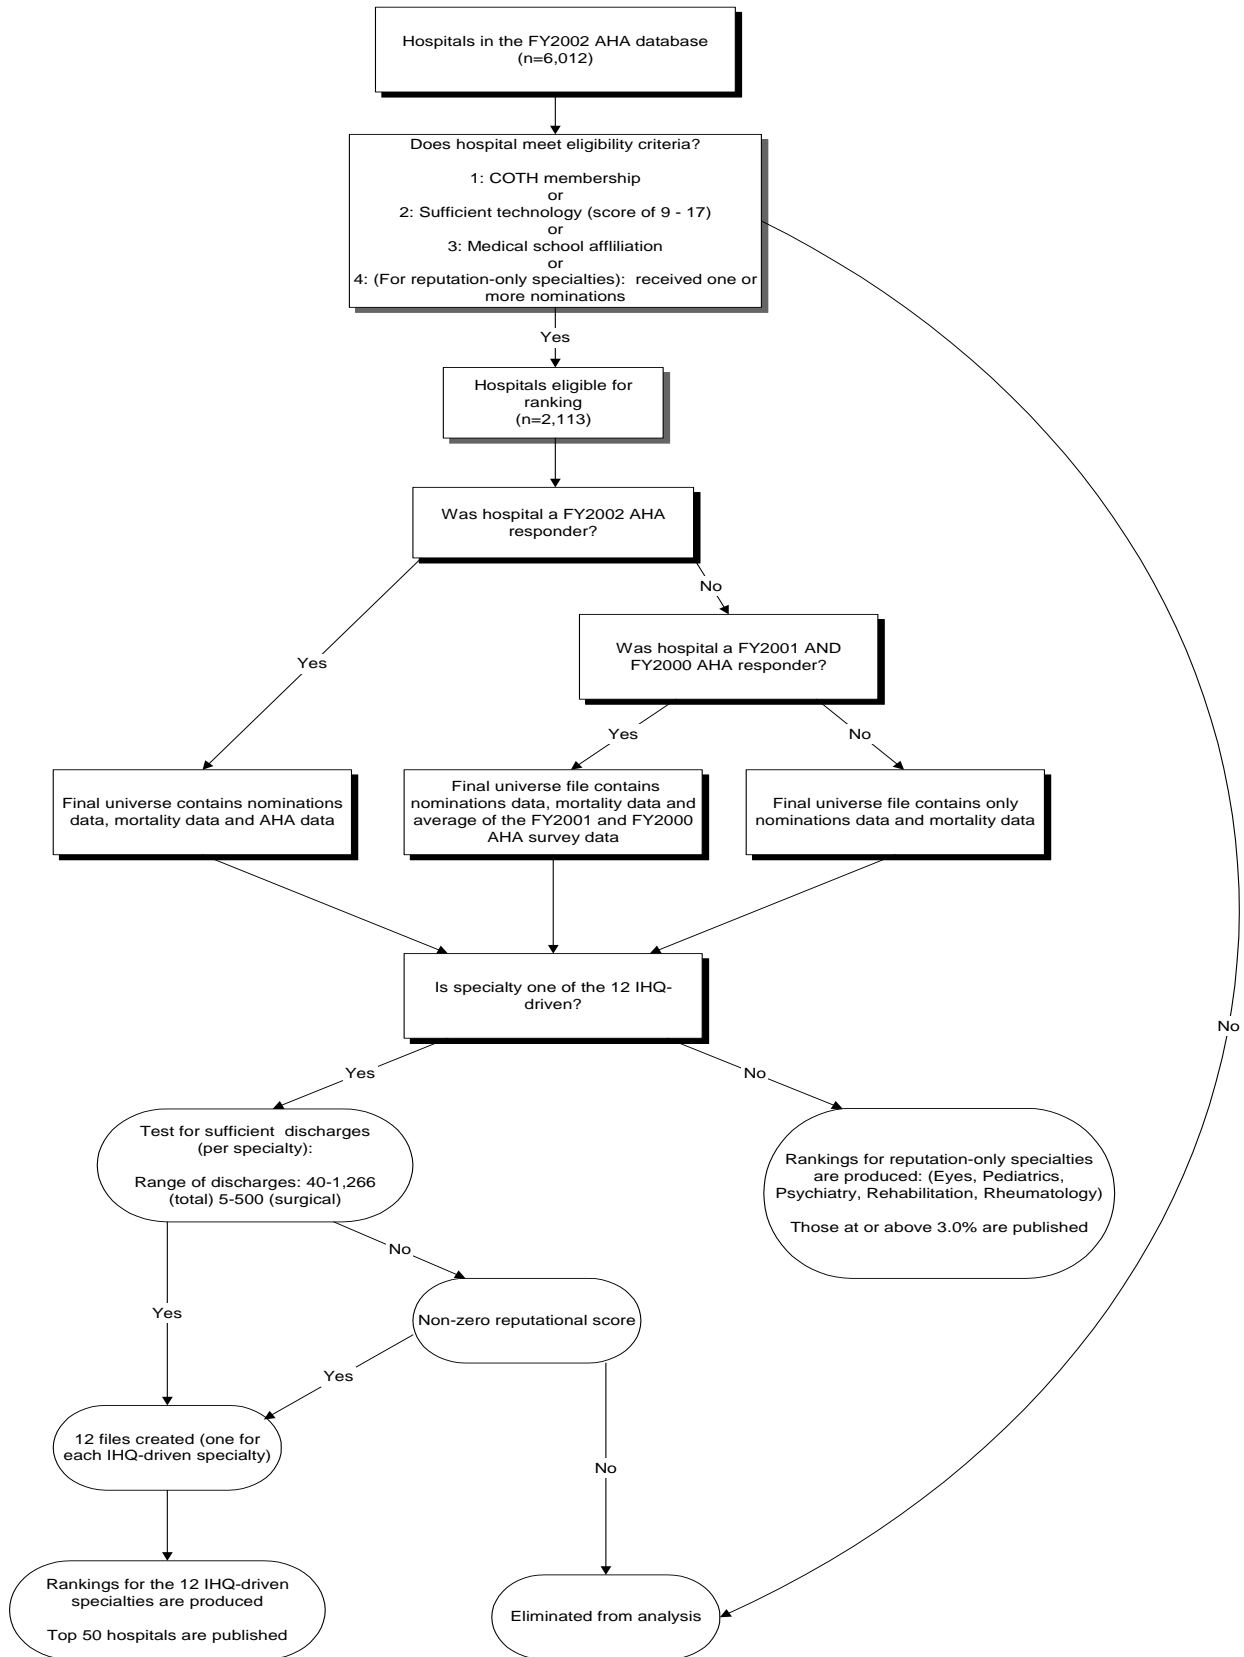 Hospitals in the FY2002 AHA database
(n=6,012)
Does hospital meet eligibility criteria?
1: COTH membership
or
2: Sufficient technology (score of 9 - 17)
or
3: Medical school affliliation
or
4: (For reputation-only specialties):  received one or
more nominations
Yes
Hospitals eligible for
ranking
(n=2,113)
Was hospital a FY2002 AHA
responder?
No
Was hospital a FY2001 AND
FY2000 AHA responder?
Yes
Yes
No
Final universe contains nominations
data, mortality data and AHA data
Final universe file contains
nominations data, mortality data and
average of the FY2001 and FY2000
AHA survey data
Final universe file contains only
nominations data and mortality data
Is specialty one of the 12 IHQ-
driven?
No
Yes
No
Test for sufficient  discharges
(per specialty):
Range of discharges: 40-1,266
(total) 5-500 (surgical)
Rankings for reputation-only specialties
are produced: (Eyes, Pediatrics,
Psychiatry, Rehabilitation, Rheumatology)
Those at or above 3.0% are published
No
Yes
Non-zero reputational score
Yes
12 files created (one for
each IHQ-driven specialty)
No
Rankings for the 12 IHQ-driven
specialties are produced
Top 50 hospitals are published
Eliminated from analysis